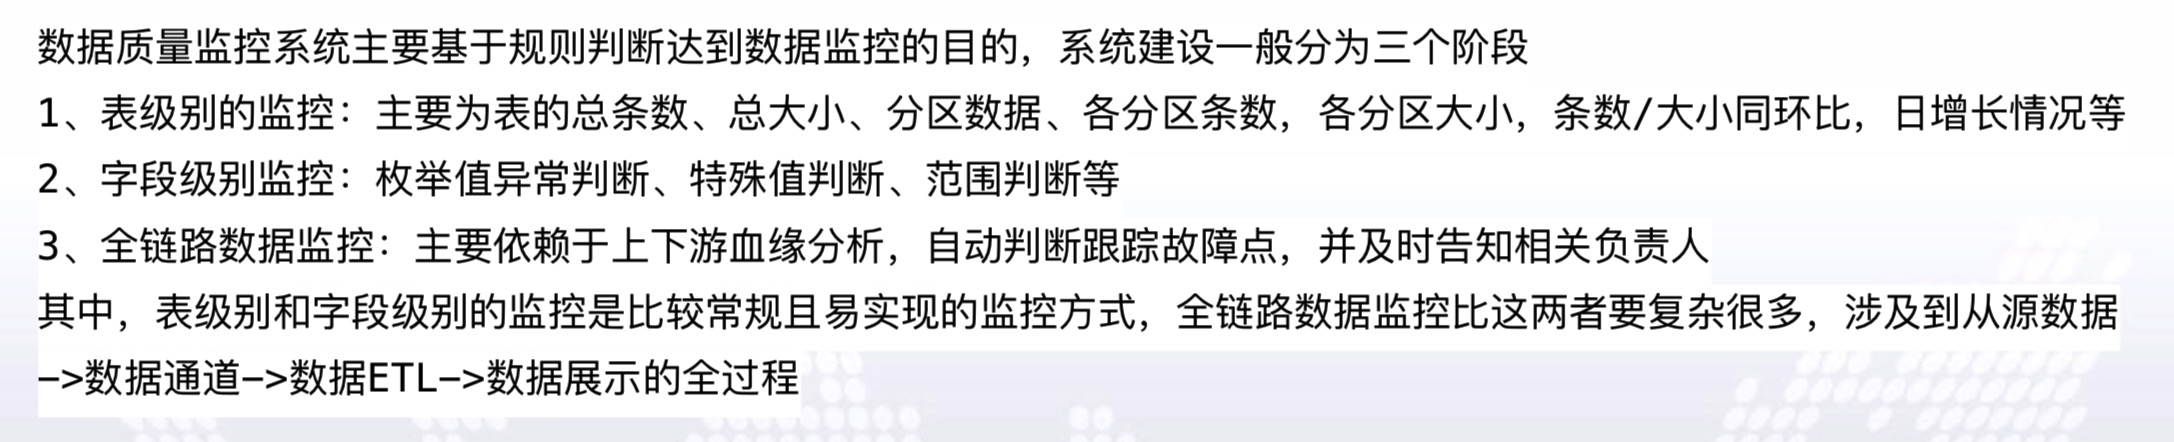 数据质量监控系统主要基于规则判断达到数据监控的目的，系统建设一般分为三个阶段
1、表级别的监控：主要为表的总条数、总大小、分区数据、各分区条数，各分区大小，条数/大小同环比，日增长情况等
2、字段级别监控：枚举值异常判断、特殊值判断、范围判断等
3、全链路数据监控：主要依赖于上下游血缘分析，自动判断跟踪故障点，并及时告知相关负责人
其中，表级别和字段级别的监控是比较常规且易实现的监控方式，全链路数据监控比这两者要复杂很多，涉及到从源数据
–>数据通道–>数据ETL–>数据展示的全过程